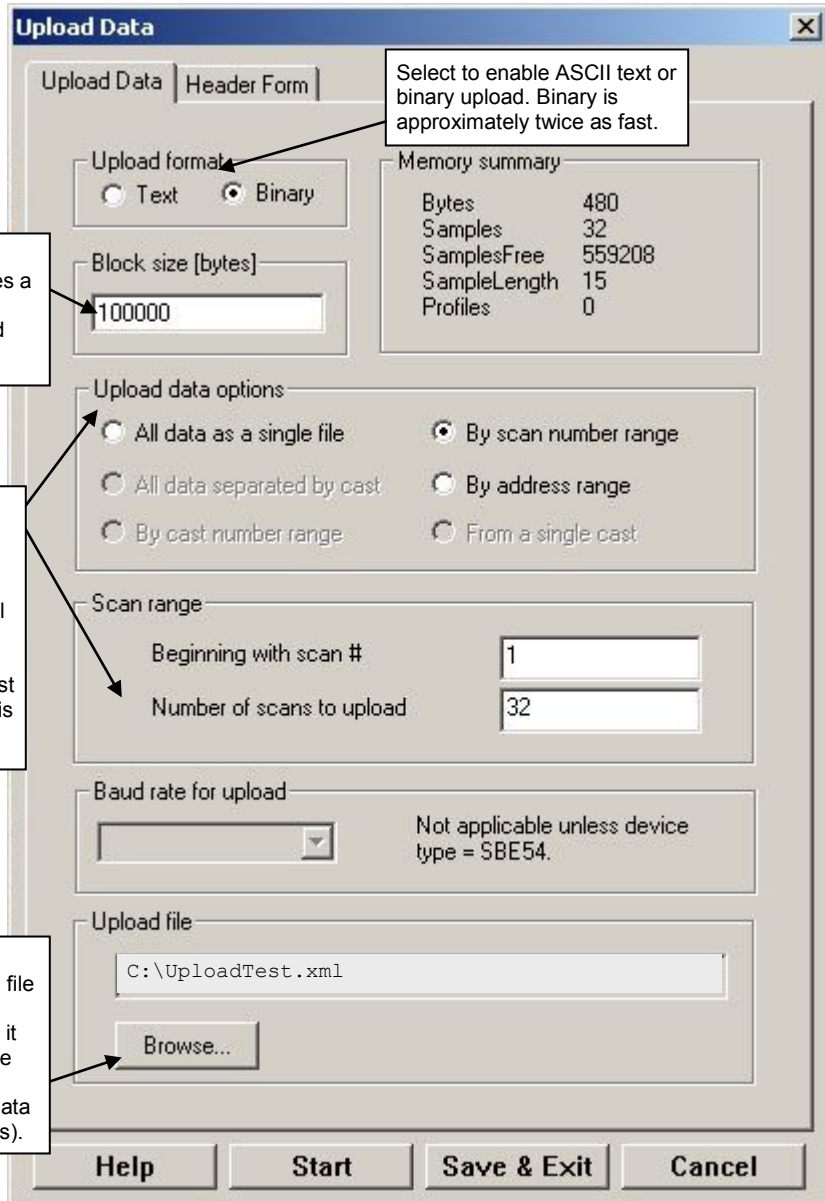 Upload Data
Upload Data
Header Form
Select to enable ASCII text or
binary upload. Binary is
approximately twice as fast.
Upload format
Text
Binary
Memory summary
Bytes 480
Samples 32
SamplesFree 559208
SampleLength 15
Profiles 0
a
Block size [bytes]
100000
Upload data options
All data as a single file
By scan number range
All data separated by cast
By address range
By cast number range
From a single cast
Scan range
Beginning with scan #
1
Number of scans to upload
32
Baud rate for upload
Not applicable unless device
type = SBE54.
Upload file
file
it
C:\UploadTest.xml
Browse...
Help
Start
Save & Exit
Cancel